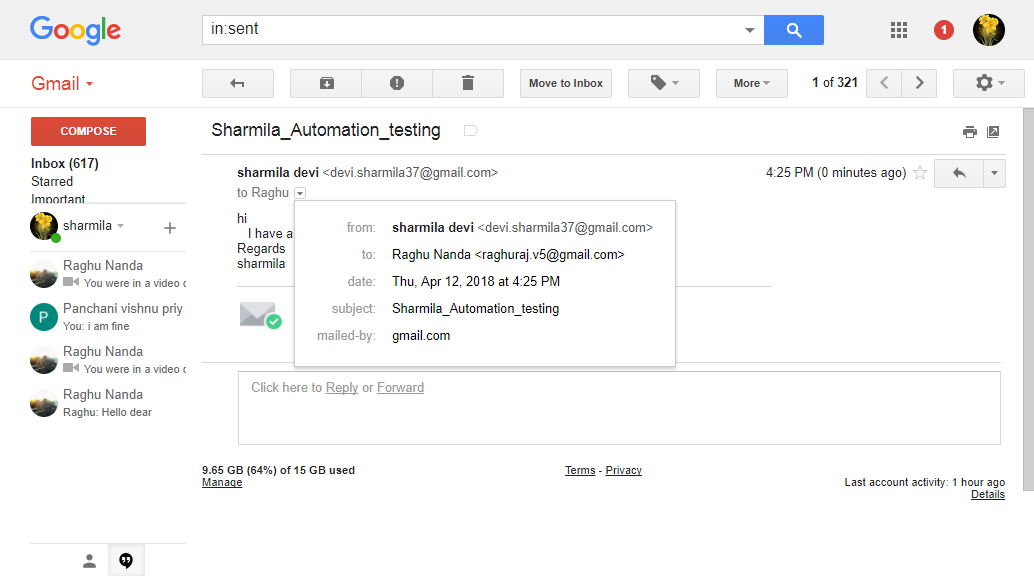 Google
in:sent
1
Gmail
Move to Inbox
More
1 of 321
COMPOSE
Inbox (617)
Starred
Important
sharmila
Raghu Nanda
You were in a video c
P
Panchani vishnu priy
You: i am fine
Raghu Nanda
You were in a video c
Raghu Nanda
Raghu: Hello dear
Sharmila_Automation_testing
sharmila devi <devi.sharmila37@gmail.com>
4:25 PM (0 minutes ago)
to Raghu
hi
I have a
Regards
sharmila
from: sharmila devi <devi.sharmila37@gmail.com>
to: Raghu Nanda <raghuraj.v5@gmail.com>
date: Thu, Apr 12, 2018 at 4:25 PM
subject: Sharmila_Automation_testing
mailed-by: gmail.com
Click here to Reply or Forward
9.65 GB (64%) of 15 GB used
Manage
Terms - Privacy
Last account activity: 1 hour ago
Details